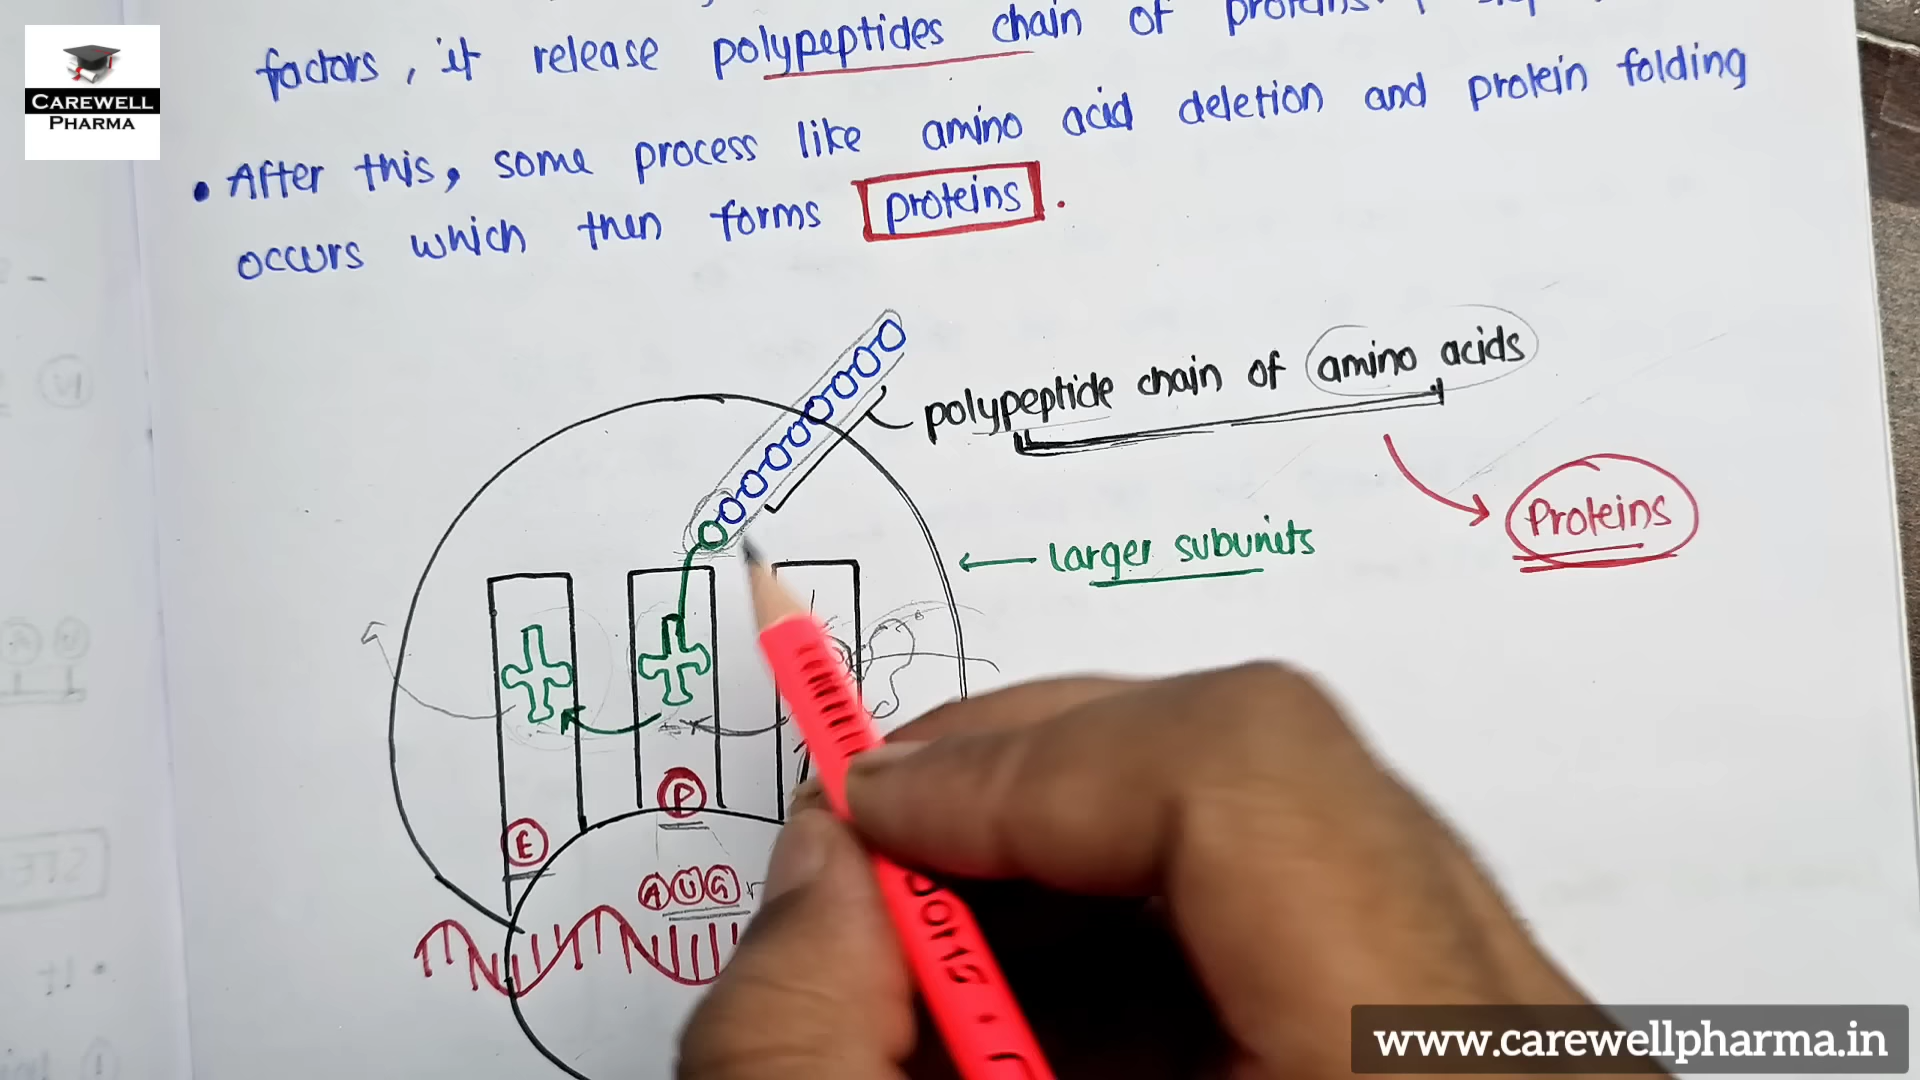 CAREWELL
PHARMA
factors, it release polypeptides chain of proteins.
• After this, some process like amino acid deletion and protein folding
occurs which then forms proteins.
polypeptide chain of amino acids
Proteins
larger subunits
P
E
AUG
www.carewellpharma.in